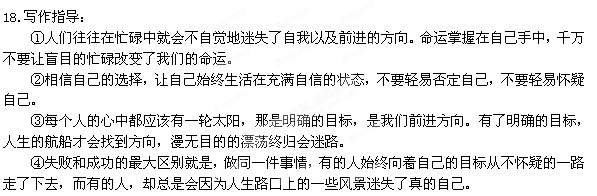 18.写作指导：
①人们往往在忙碌中就会不自觉地迷失了自我以及前进的方向。命运掌握在自己手中，千万
不要让盲目的忙碌改变了我们的命运。
②相信自己的选择，让自己始终生活在充满自信的状态，不要轻易否定自己，不要轻易怀疑
自己。
③每个人的心中都应该有一轮太阳，那是明确的目标，是我们前进方向。有了明确的目标，
人生的航船才会找到方向，漫无目的的漂荡终归会迷路。
④失败和成功的最大区别就是，做同一件事情，有的人始终向着自己的目标从不怀疑的一路
走了下去，而有的人，却总是会因为人生路口上的一些风景迷失了真的自己。